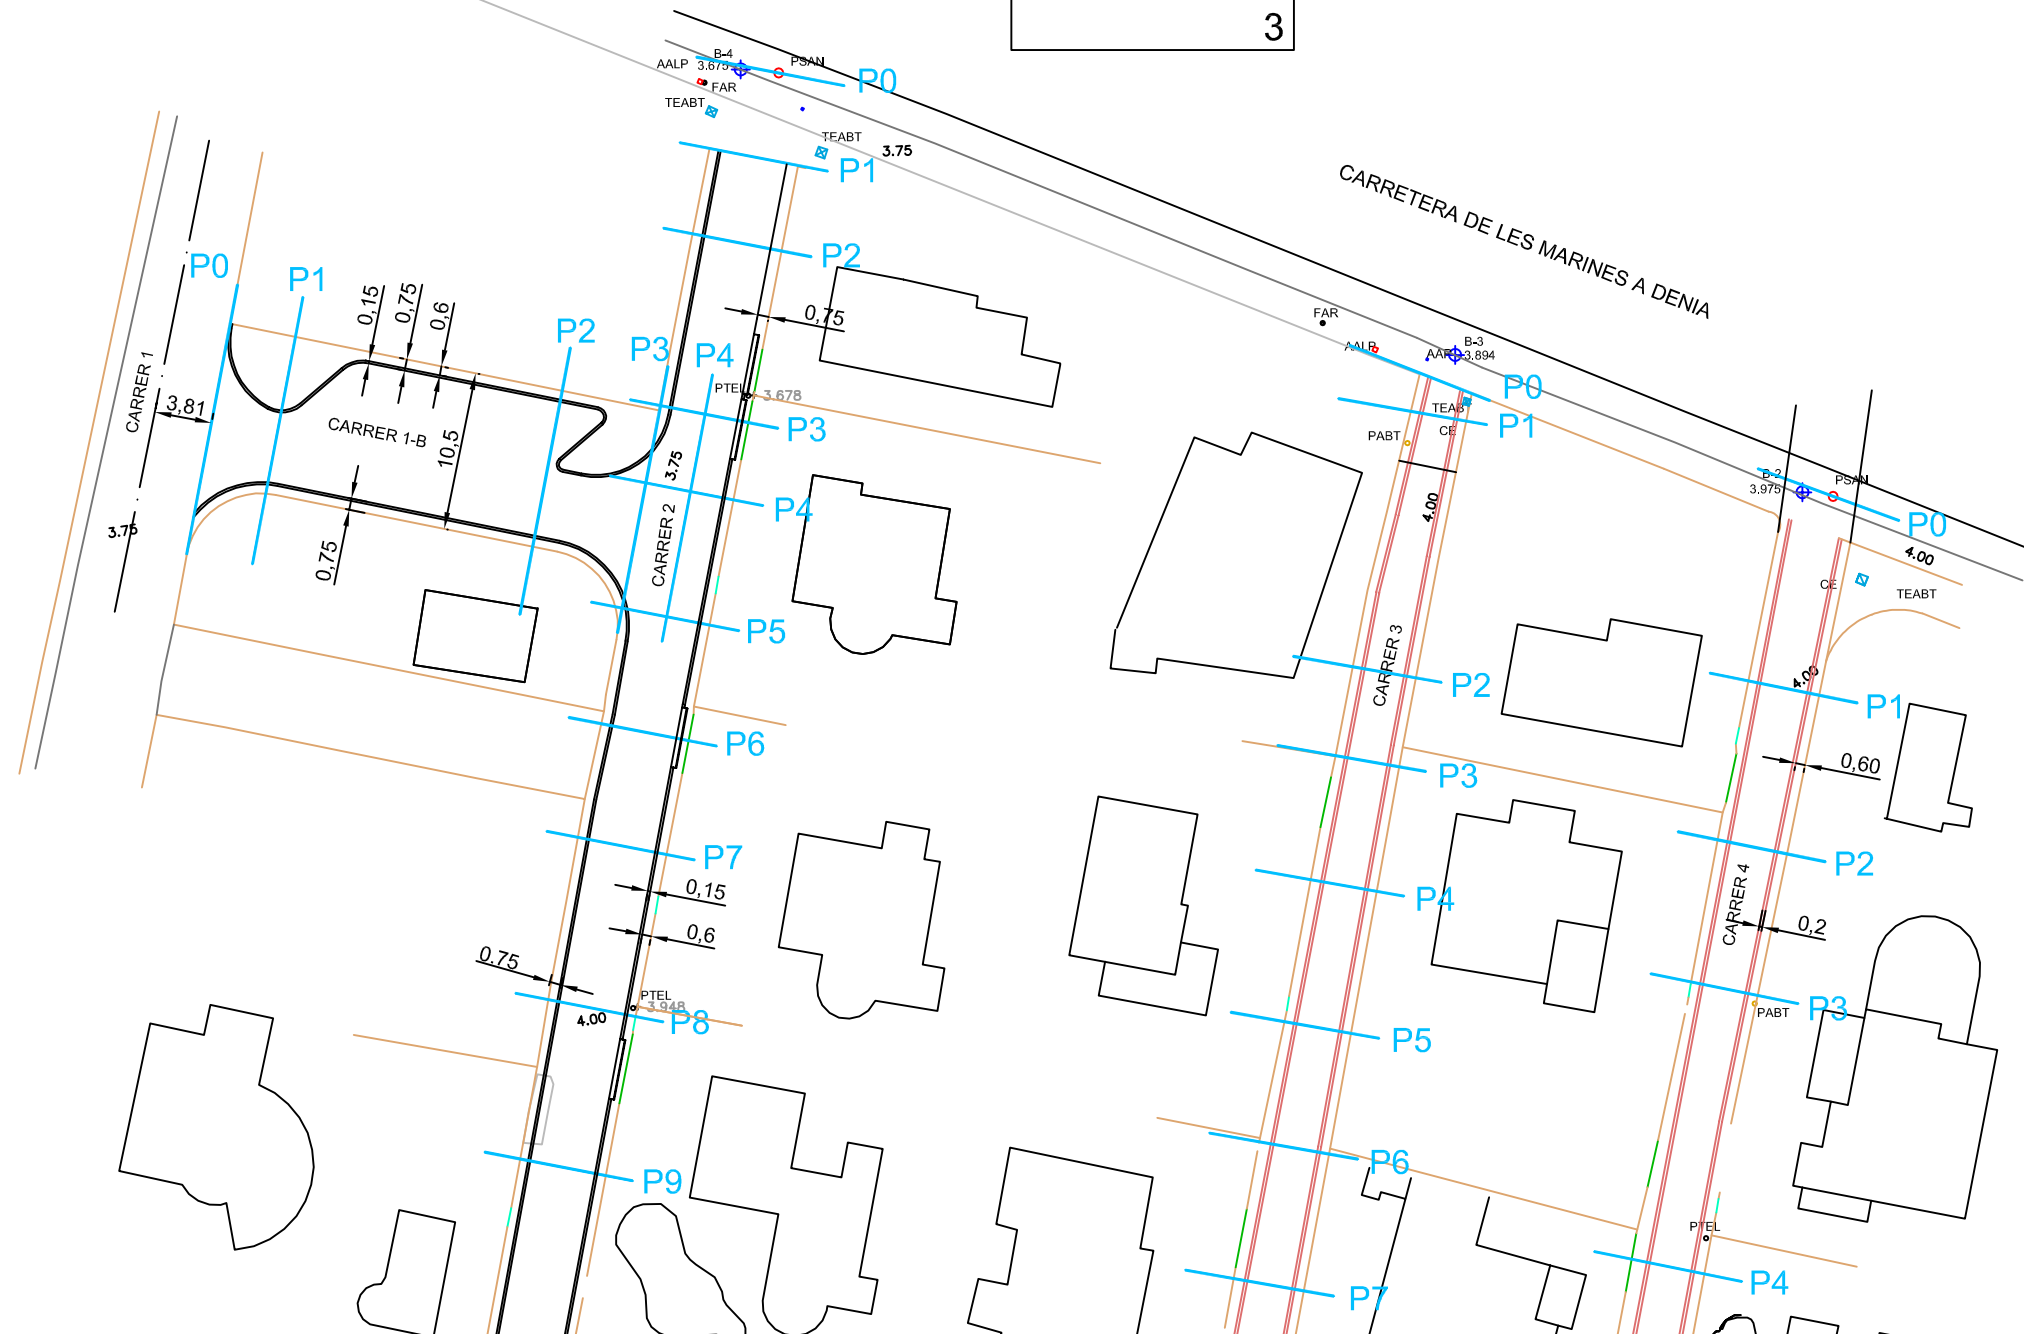 3
B-4
3.675
PSAN
AALP
FAR
TEABT
P0
TEABT
3.75
P1
CARRETERA DE LES MARINES A DENIA
P2
P0
P1
0,15
0,75
0,6
P2
P3
P4
0,75
FAR
AALP
B-3
3,894
P0
CARRER 1
3,81
CARRER 1-B
10,5
PTEL
3.678
P3
TEAB
P1
PABT
CE
3.75
3.75
P4
4.00
B-2
3.975
PSAN
P0
4.00
0,75
CARRER 2
P5
CE
TEABT
CARRER 3
P2
4.00
P1
P6
P3
0,60
P7
P2
0,15
P4
0,6
CARRER 4
0,2
0.75
PTEL
3.948
4.00
P8
P3
PABT
P5
P9
P6
PTEL
P7
P4